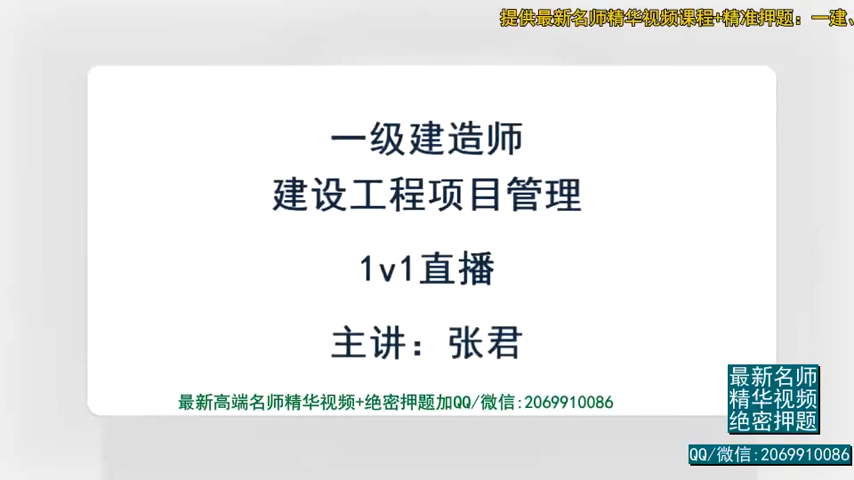 提供最新名师精华视频课程+精准押题：一建、
一级建造师
建设工程项目管理
1v1直播
主讲：张君
最新高端名师精华视频+绝密押题加QQ/微信:2069910086
最新名师
精华视频
绝密押题
QQ/微信:2069910086